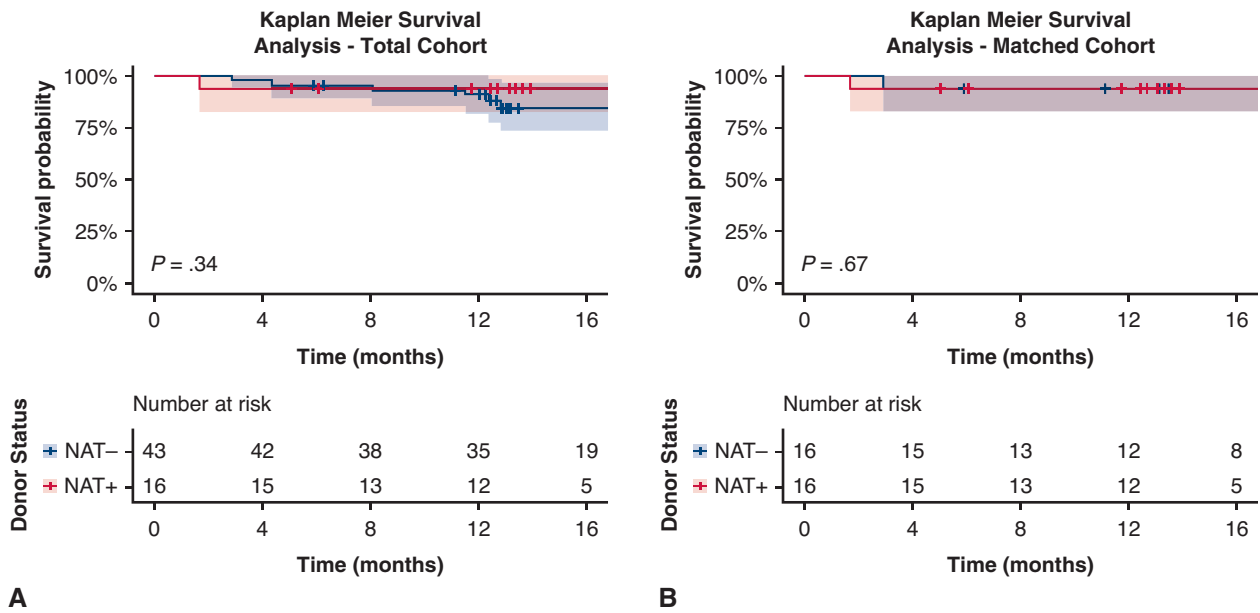 Kaplan Meier Survival
Analysis - Total Cohort
Survival probability
100%
75%
50%
25%
0%
P = .34
0 4 8 12 16
Time (months)
Number at risk
Donor Status
NAT– 43 42 38 35 19
NAT+ 16 15 13 12 5
0 4 8 12 16
Time (months)
A
Kaplan Meier Survival
Analysis - Matched Cohort
Survival probability
100%
75%
50%
25%
0%
P = .67
0 4 8 12 16
Time (months)
Number at risk
Donor Status
NAT– 16 15 13 12 8
NAT+ 16 15 13 12 5
0 4 8 12 16
Time (months)
B